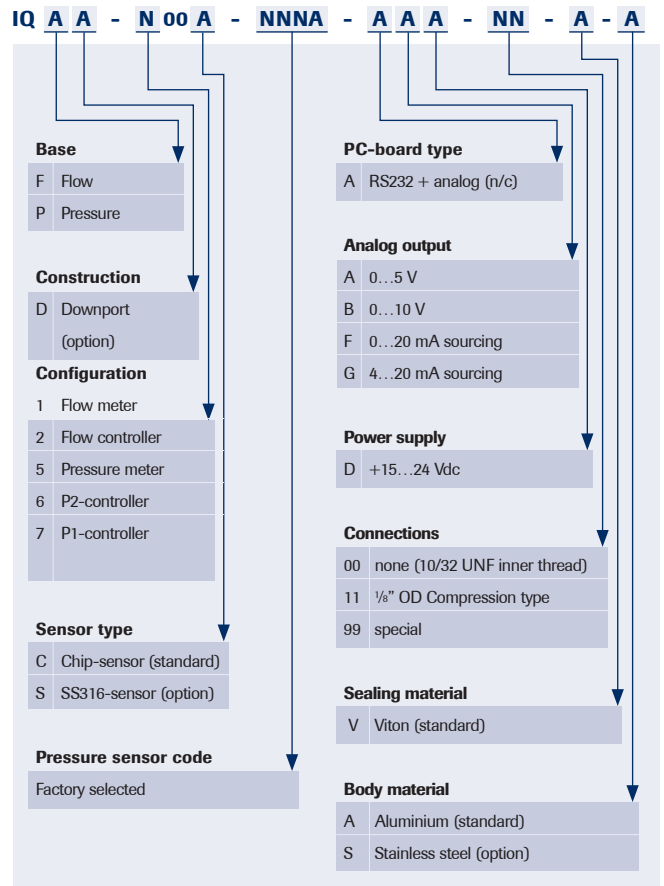 IQ A A - N 00 A - NNNA - A A A - NN - A - A
Base
F Flow
P Pressure
Construction
D Downport
(option)
Configuration
1 Flow meter
2 Flow controller
5 Pressure meter
6 P2-controller
7 P1-controller
Sensor type
C Chip-sensor (standard)
S SS316-sensor (option)
Pressure sensor code
Factory selected
PC-board type
A RS232 + analog (n/c)
Analog output
A 0...5 V
B 0...10 V
F 0...20 mA sourcing
G 4...20 mA sourcing
Power supply
D +15...24 Vdc
Connections
00 none (10/32 UNF inner thread)
11 ⅛" OD Compression type
99 special
Sealing material
V Viton (standard)
Body material
A Aluminium (standard)
S Stainless steel (option)